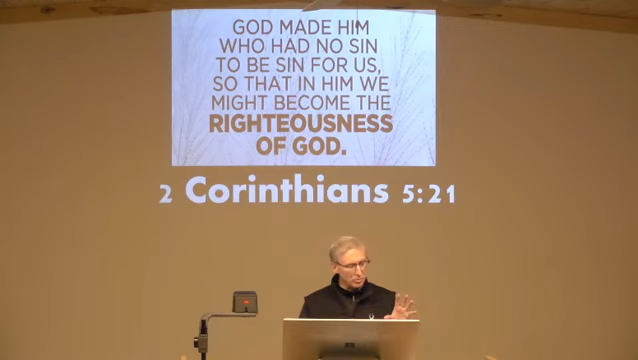 GOD MADE HIM
WHO HAD NO SIN
TO BE SIN FOR US,
SO THAT IN HIM WE
MIGHT BECOME THE
RIGHTEOUSNESS
OF GOD.
2 Corinthians 5:21